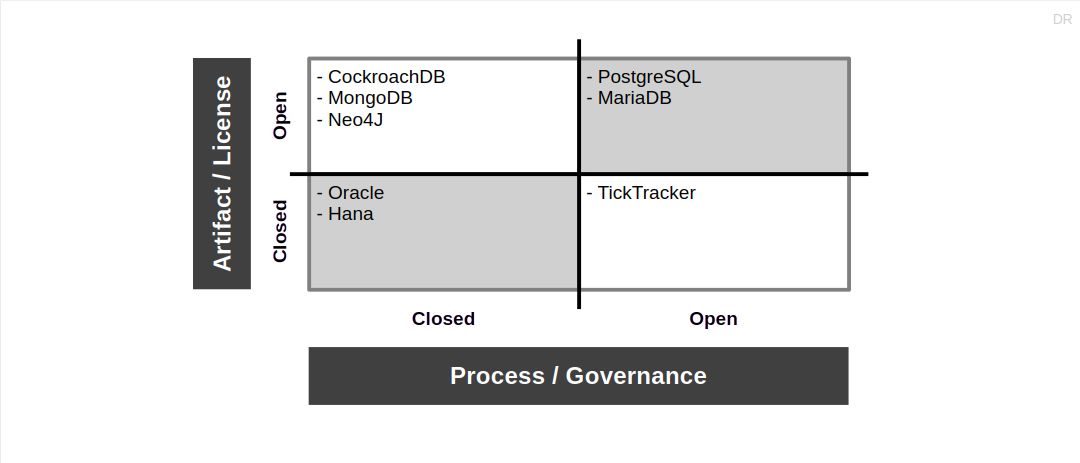 DR
Artifact / License
Open
- CockroachDB
- MongoDB
- Neo4J
- PostgreSQL
- MariaDB
Closed
- Oracle
- Hana
- TickTracker
Closed
Open
Process / Governance